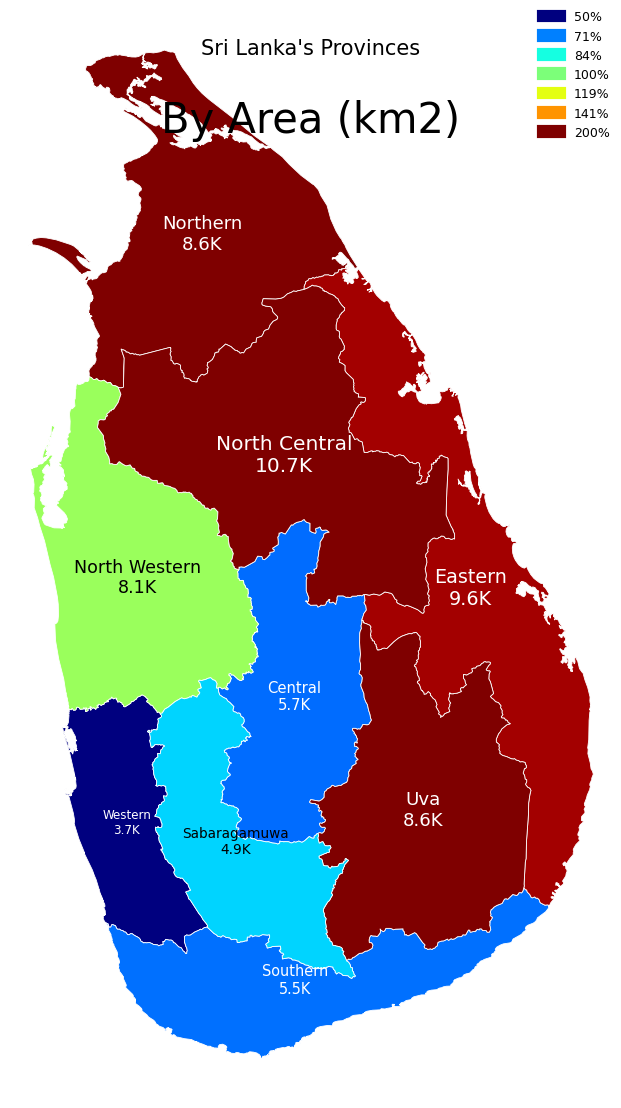 Sri Lanka's Provinces
By Area (km2)
50%
71%
84%
100%
119%
141%
200%
Northern
8.6K
North Central
10.7K
North Western
8.1K
Eastern
9.6K
Central
5.7K
Uva
8.6K
Western
3.7K
Sabaragamuwa
4.9K
Southern
5.5K